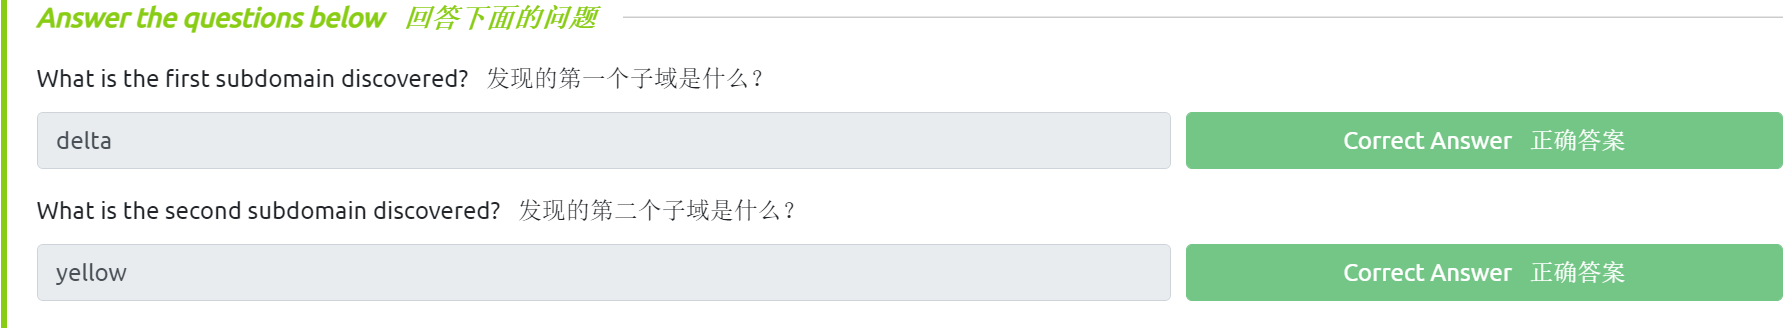 Answer the questions below 回答下面的问题
What is the first subdomain discovered? 发现的第一个子域是什么？
delta Correct Answer 正确答案
What is the second subdomain discovered? 发现的第二个子域是什么？
yellow Correct Answer 正确答案